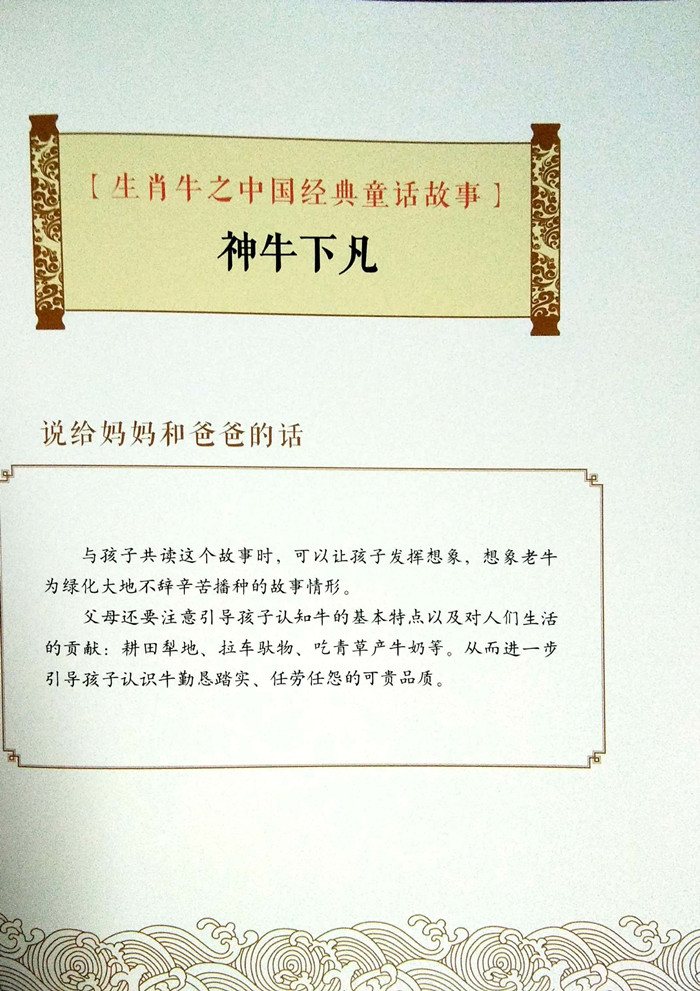 【生肖牛之中国经典童话故事】
神牛下凡
说给妈妈和爸爸的话
与孩子共读这个故事时，可以让孩子发挥想象，想象老牛
为绿化大地不辞辛苦播种的故事情形。
父母还要注意引导孩子认知牛的基本特点以及对人们生活
的贡献：耕田犁地、拉车驮物、吃青草产牛奶等。从而进一步
引导孩子认识牛勤恳踏实、任劳任怨的可贵品质。